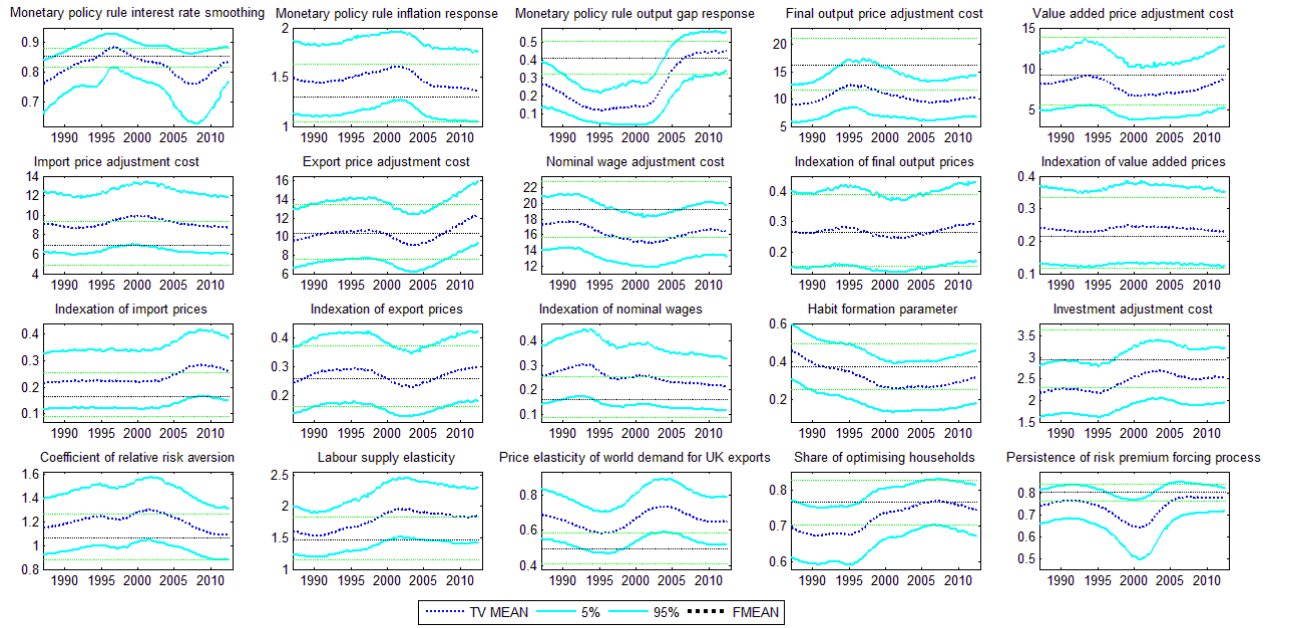 Monetary policy rule interest rate smoothing Monetary policy rule inflation response Monetary policy rule output gap response Final output price adjustment cost Value added price adjustment cost
0.9 0.8 0.7
2 1.5 1
0.5 0.4 0.3 0.2 0.1
20 15 10 5
15 10 5
1990 1995 2000 2005 2010 1990 1995 2000 2005 2010 1990 1995 2000 2005 2010 1990 1995 2000 2005 2010 1990 1995 2000 2005 2010
Import price adjustment cost Export price adjustment cost Nominal wage adjustment cost Indexation of final output prices Indexation of value added prices
14 12 10 8 6 4
16 14 12 10 8 6
22 20 18 16 14 12
0.4 0.3 0.2
0.4 0.3 0.2 0.1
1990 1995 2000 2005 2010 1990 1995 2000 2005 2010 1990 1995 2000 2005 2010 1990 1995 2000 2005 2010 1990 1995 2000 2005 2010
Indexation of import prices Indexation of export prices Indexation of nominal wages Habit formation parameter Investment adjustment cost
0.4 0.3 0.2 0.1
0.4 0.3 0.2
0.4 0.3 0.2 0.1
0.6 0.4 0.2
3.5 3 2.5 2 1.5
1990 1995 2000 2005 2010 1990 1995 2000 2005 2010 1990 1995 2000 2005 2010 1990 1995 2000 2005 2010 1990 1995 2000 2005 2010
Coefficient of relative risk aversion Labour supply elasticity Price elasticity of world demand for UK exports Share of optimising households Persistence of risk premium forcing process
1.6 1.4 1.2 1 0.8
2.5 2 1.5 1
0.8 0.6 0.4
0.8 0.7 0.6
0.8 0.7 0.6 0.5
1990 1995 2000 2005 2010 1990 1995 2000 2005 2010 1990 1995 2000 2005 2010 1990 1995 2000 2005 2010 1990 1995 2000 2005 2010
TV MEAN 5% 95% FMEAN